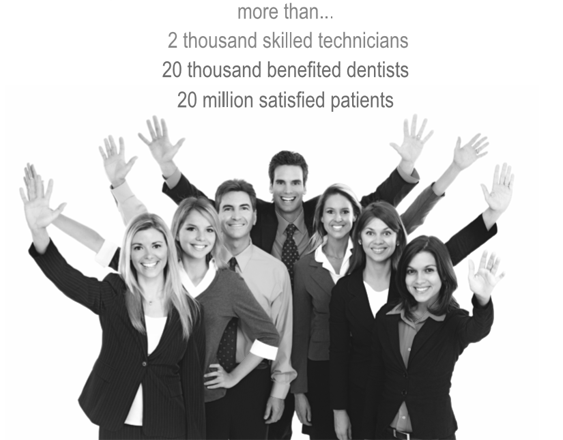 more than...
2 thousand skilled technicians
20 thousand benefited dentists
20 million satisfied patients